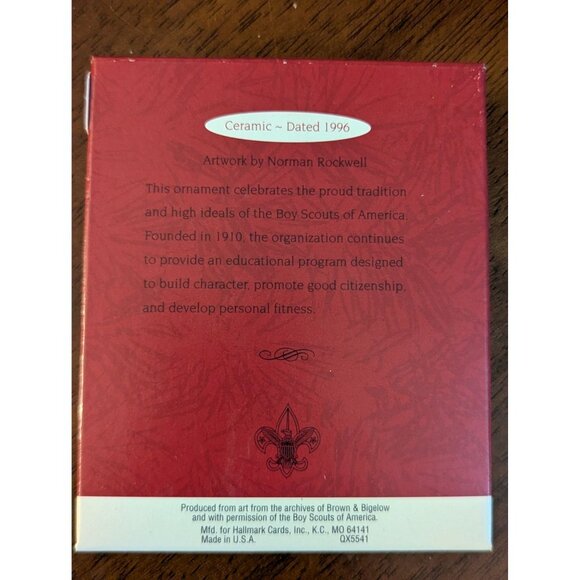 Ceramic ~ Dated 1996
Artwork by Norman Rockwell
This ornament celebrates the proud tradition
and high ideals of the Boy Scouts of America.
Founded in 1910, the organization continues
to provide an educational program designed
to build character, promote good citizenship,
and develop personal fitness.
Produced from art from the archives of Brown & Bigelow
and with permission of the Boy Scouts of America.
Mfd. for Hallmark Cards, Inc., K.C., MO 64141
Made in U.S.A. QX5541